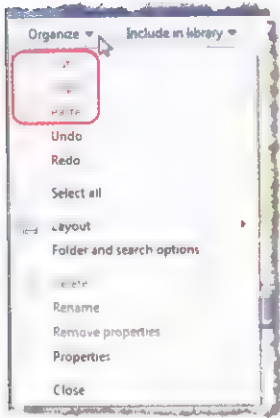 Organize Include in library
Paste
Undo
Redo
Select all
Layout
Folder and search options
Delete
Rename
Remove properties
Properties
Close